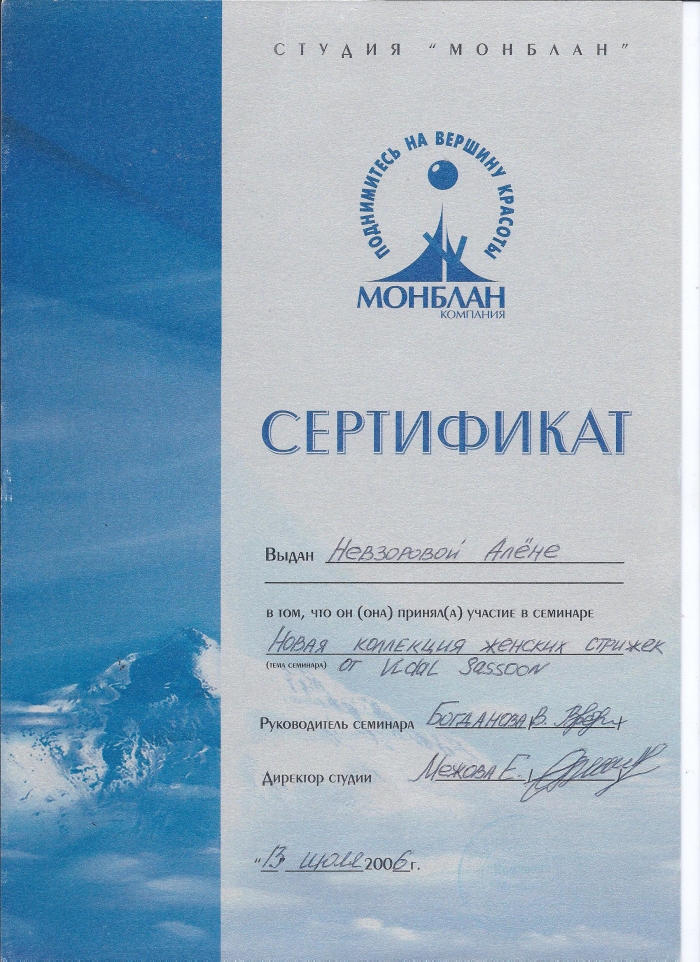 СТУДИЯ "МОНБЛАН"
ПОДНИМИТЕСЬ НА ВЕРШИНУ КРАСОТЫ
МОНБЛАН
КОМПАНИЯ
СЕРТИФИКАТ
Выдан Невзоровой Алёне
в том, что он (она) принял(а) участие в семинаре
Новая коллекция женских стрижек
(тема семинара) от Vidal Sassoon
Руководитель семинара Богданова В.
Директор студии Межова Е.
"13" июля 2006 г.